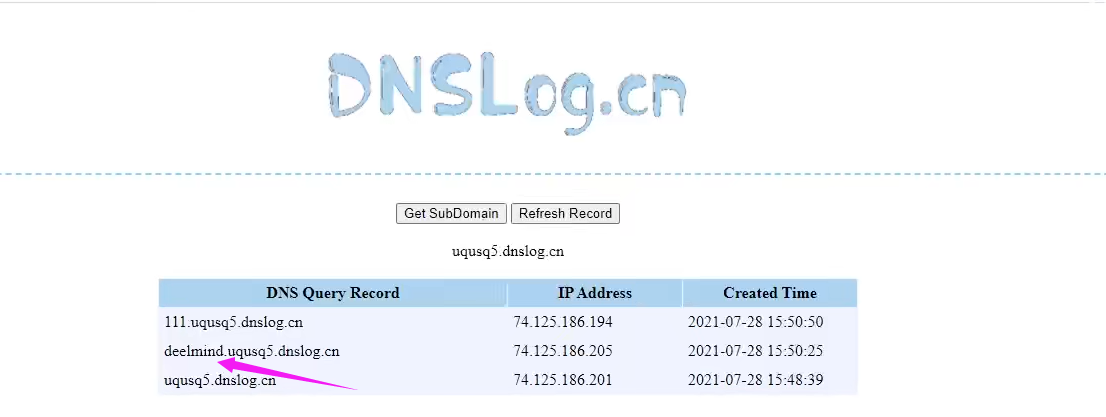 DNSLog.cn
Get SubDomain Refresh Record
uqusq5.dnslog.cn
DNS Query Record IP Address Created Time
111.uqusq5.dnslog.cn 74.125.186.194 2021-07-28 15:50:50
deelmind.uqusq5.dnslog.cn 74.125.186.205 2021-07-28 15:50:25
uqusq5.dnslog.cn 74.125.186.201 2021-07-28 15:48:39